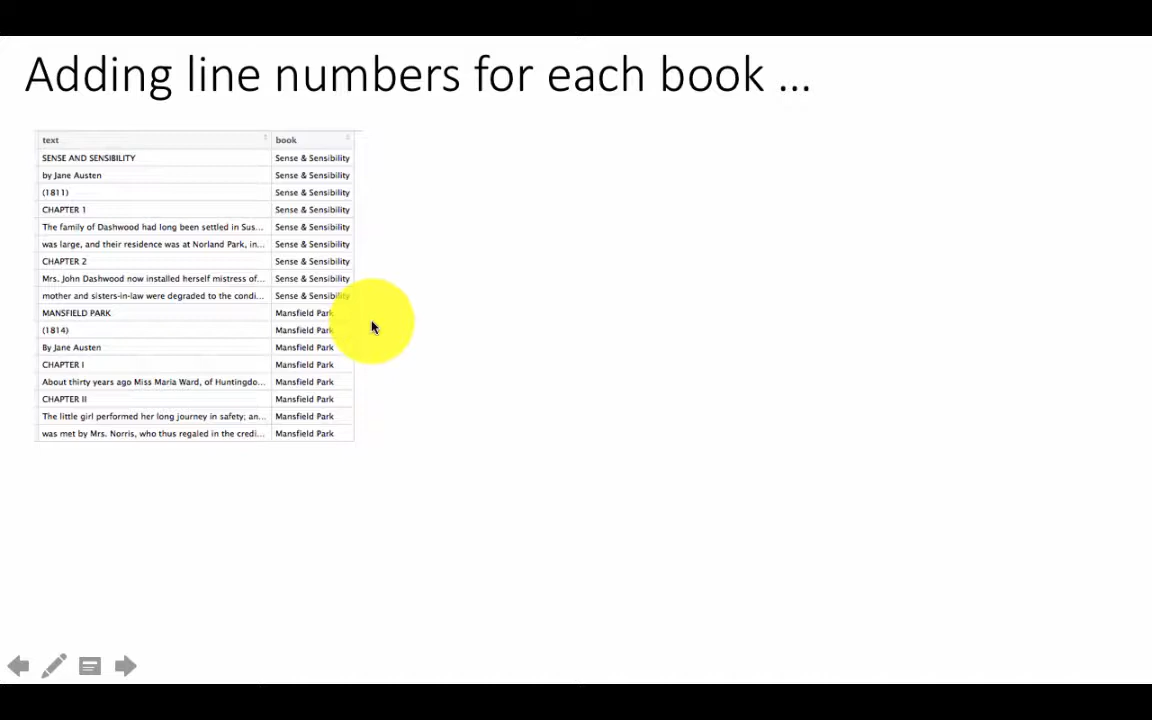 Adding line numbers for each book ...
text book
SENSE AND SENSIBILITY Sense & Sensibility
by Jane Austen Sense & Sensibility
(1811) Sense & Sensibility
CHAPTER 1 Sense & Sensibility
The family of Dashwood had long been settled in Sus... Sense & Sensibility
was large, and their residence was at Norland Park, in... Sense & Sensibility
CHAPTER 2 Sense & Sensibility
Mrs. John Dashwood now installed herself mistress of... Sense & Sensibility
mother and sisters-in-law were degraded to the condi... Sense & Sensibility
MANSFIELD PARK Mansfield Park
(1814) Mansfield Park
By Jane Austen Mansfield Park
CHAPTER I Mansfield Park
About thirty years ago Miss Maria Ward, of Huntingdo... Mansfield Park
CHAPTER II Mansfield Park
The little girl performed her long journey in safety; an... Mansfield Park
was met by Mrs. Norris, who thus regaled in the credi... Mansfield Park